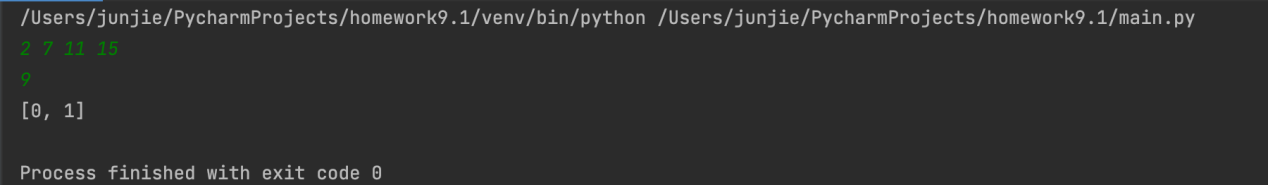 /Users/junjie/PycharmProjects/homework9.1/venv/bin/python /Users/junjie/PycharmProjects/homework9.1/main.py
2 7 11 15
9
[0, 1]
Process finished with exit code 0